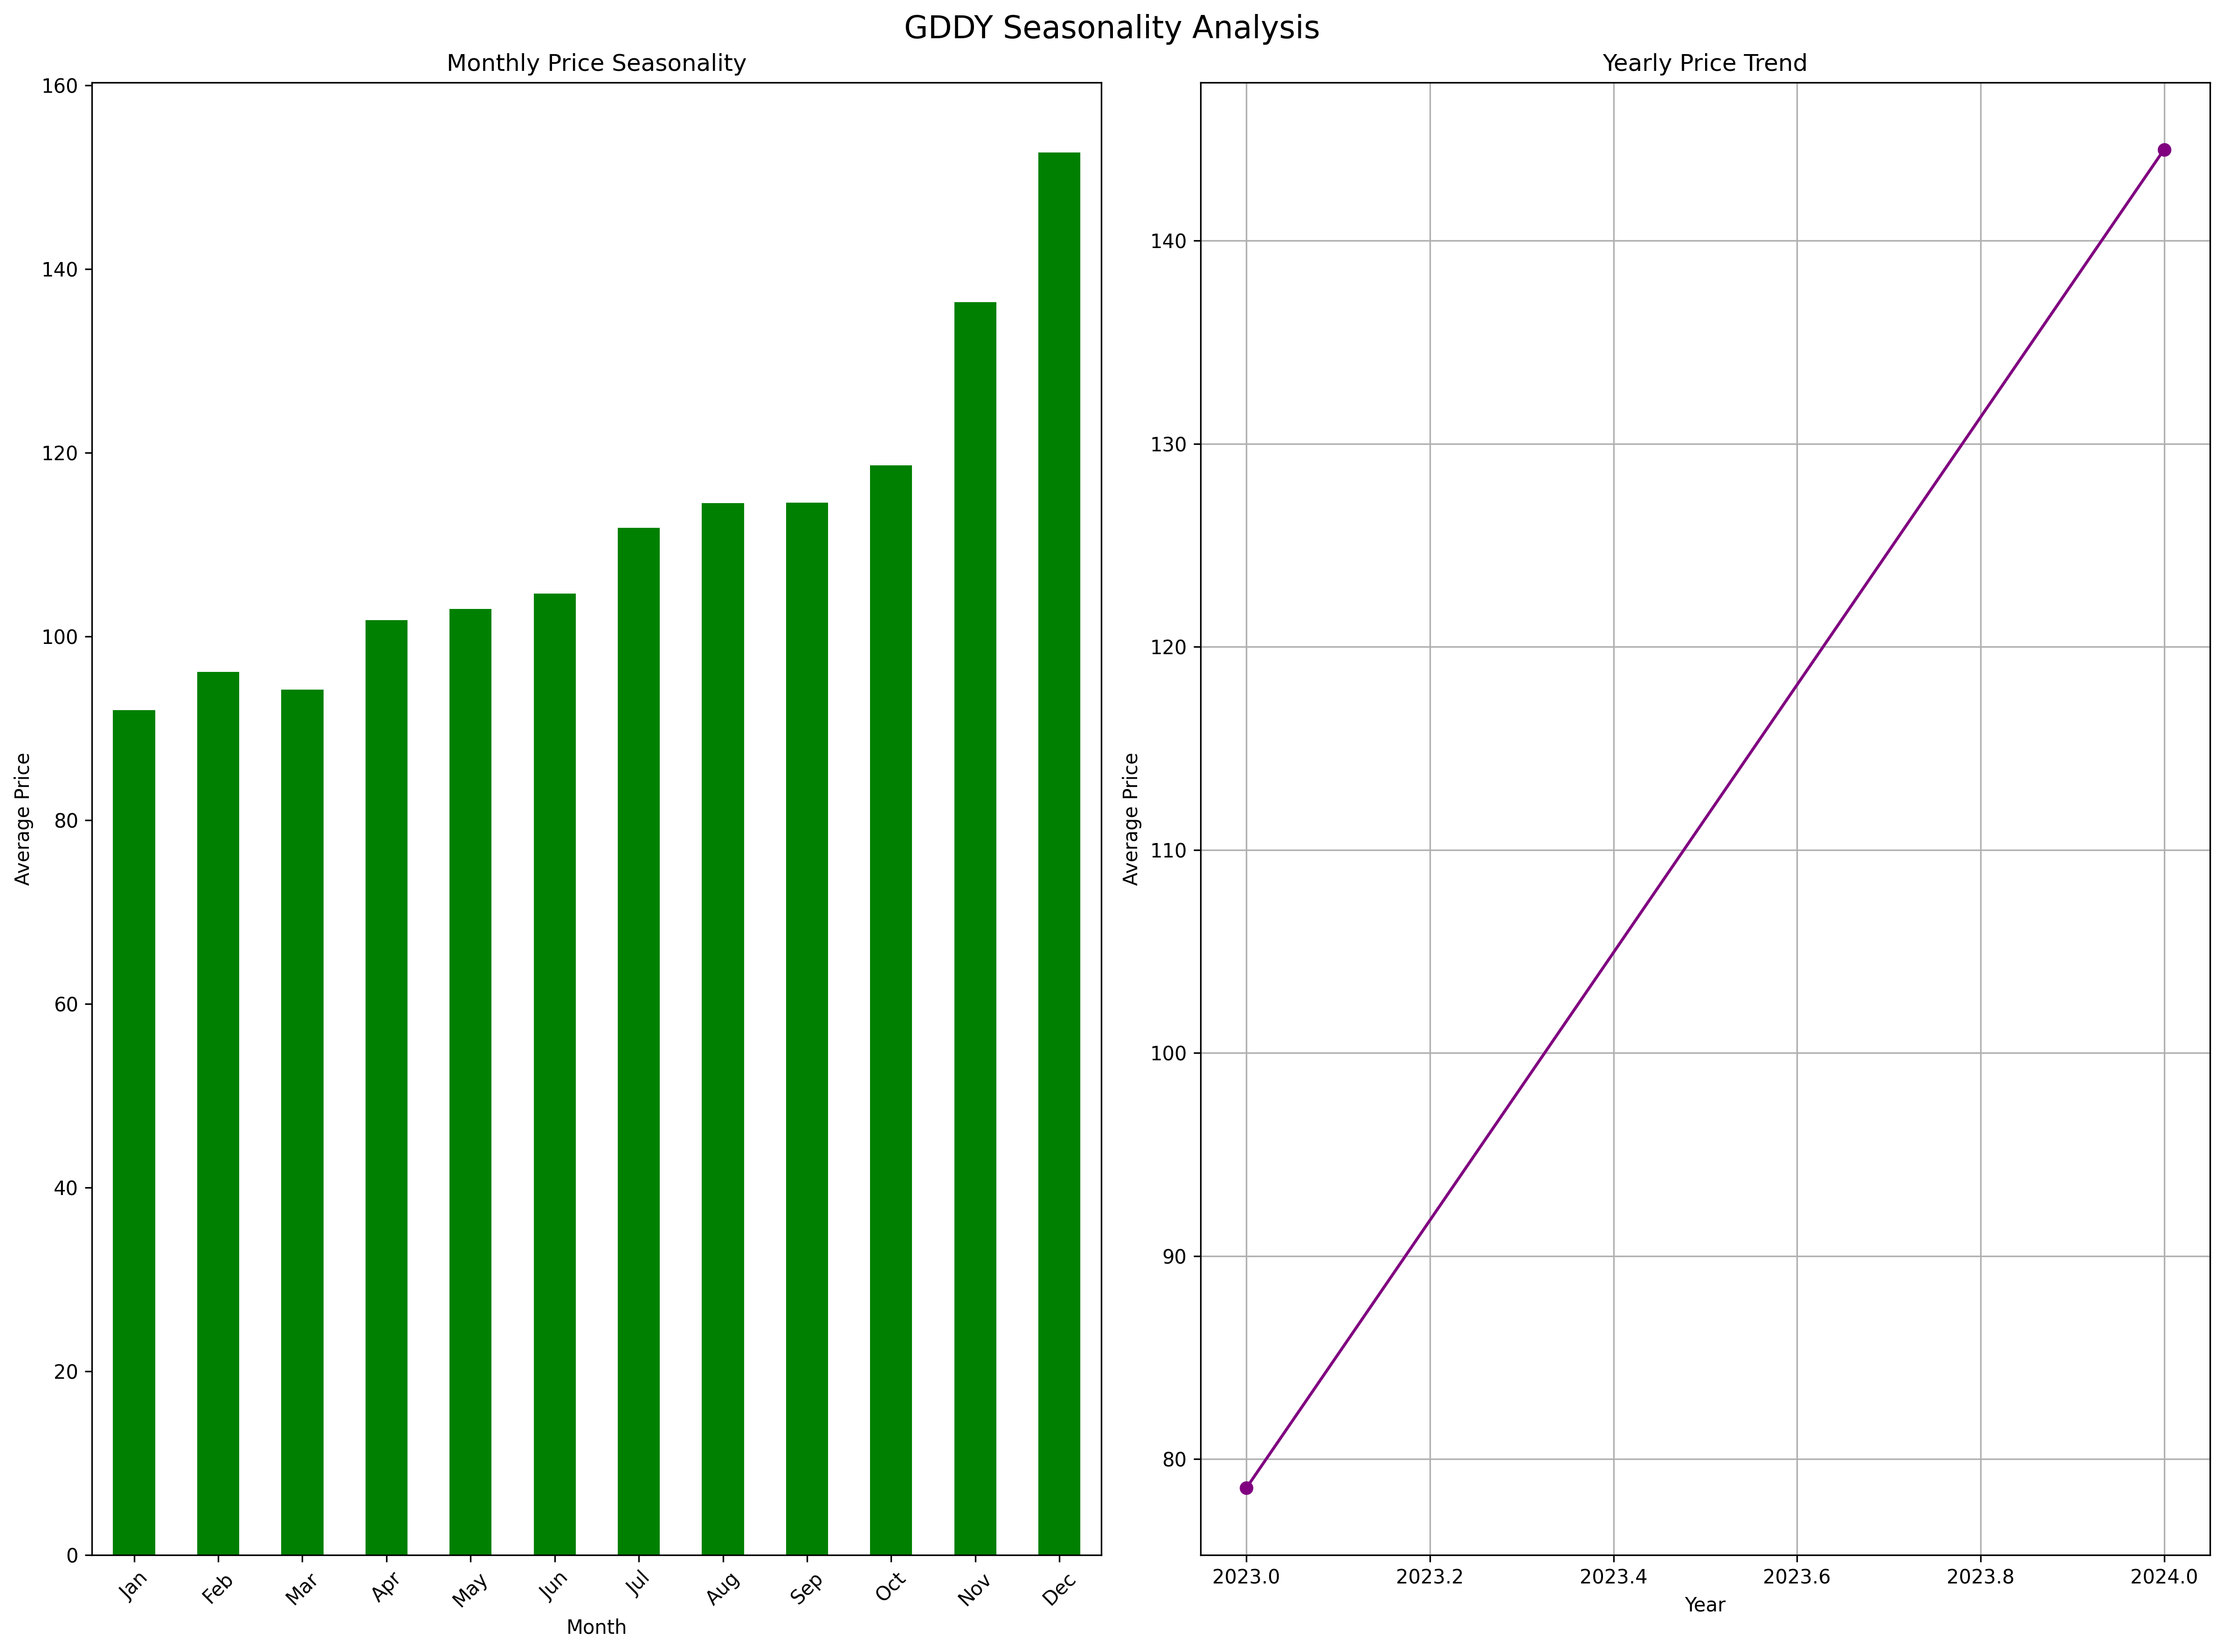 GDDY Seasonality Analysis
Monthly Price Seasonality
Average Price
160
140
120
100
80
60
40
20
0
Jan
Feb
Mar
Apr
May
Jun
Jul
Aug
Sep
Oct
Nov
Dec
Month
Yearly Price Trend
Average Price
140
130
120
110
100
90
80
2023.0
2023.2
2023.4
2023.6
2023.8
2024.0
Year